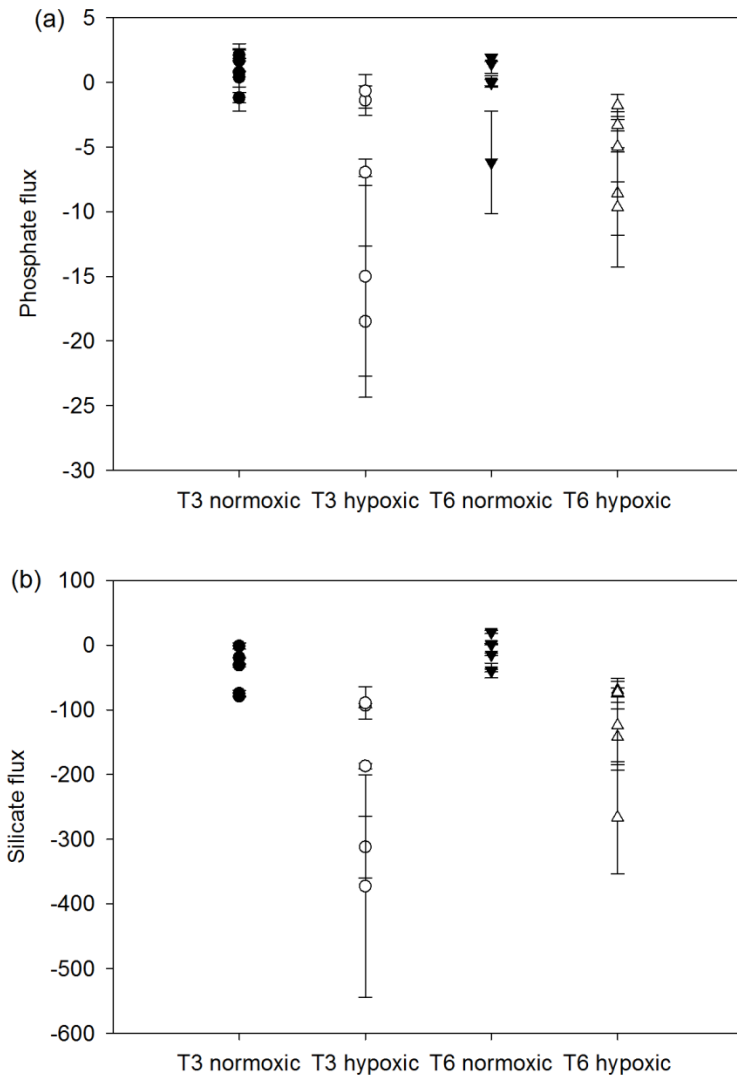 (a)
Phosphate flux
5
0
-5
-10
-15
-20
-25
-30
T3 normoxic T3 hypoxic T6 normoxic T6 hypoxic
(b)
Silicate flux
100
0
-100
-200
-300
-400
-500
-600
T3 normoxic T3 hypoxic T6 normoxic T6 hypoxic